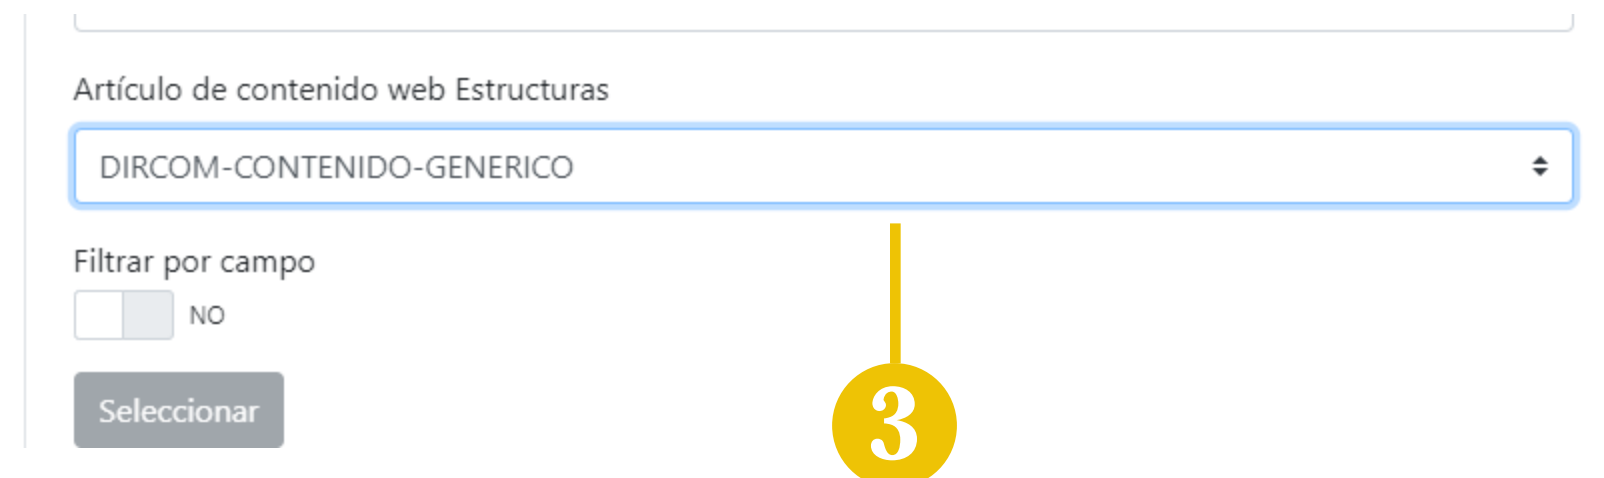 Artículo de contenido web Estructuras
DIRCOM-CONTENIDO-GENERICO
Filtrar por campo
NO
Seleccionar
3